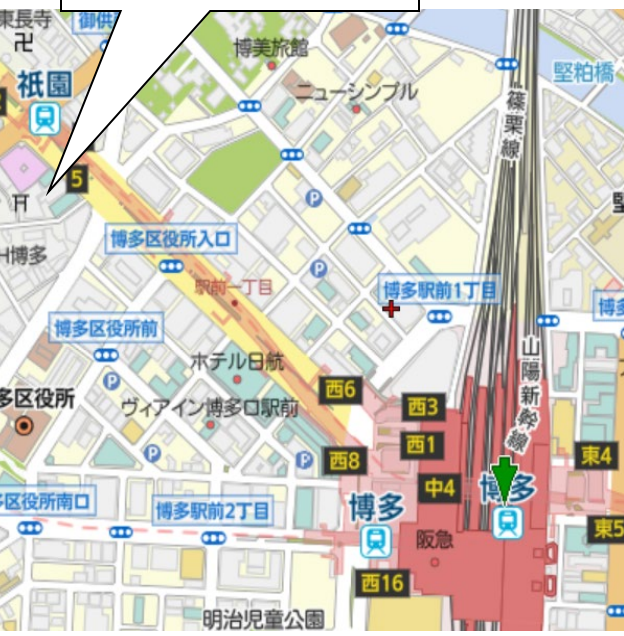 東長寺
御供
博美旅館
堅粕橋
祇園
ニューシンプル
篠栗線
5
H博多
博多区役所入口
駅前一丁目
博多駅前1丁目
博多区役所前
山陽新幹線
ホテル日航
多区役所
西6
西3
ヴィアイン博多口駅前
西1
西8
東4
中4
博多
多区役所南口
博多駅前2丁目
博多
東5
阪急
西16
明治児童公園